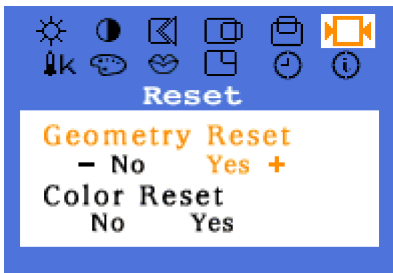 k
Reset
Geometry Reset
- No Yes +
Color Reset
No Yes